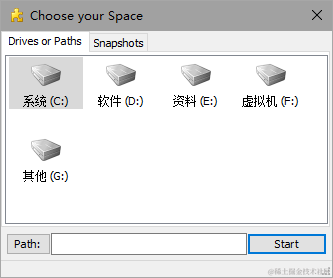 Choose your Space
Drives or Paths
Snapshots
系统 (C:)
软件 (D:)
资料 (E:)
虚拟机 (F:)
其他 (G:)
Path:
Start
@稀土掘金技术社区